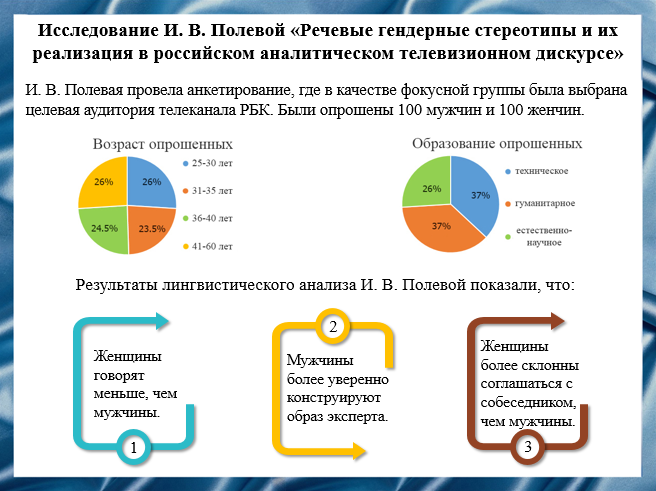 Исследование И. В. Полевой «Речевые гендерные стереотипы и их
реализация в российском аналитическом телевизионном дискурсе»
И. В. Полевая провела анкетирование, где в качестве фокусной группы была выбрана
целевая аудитория телеканала РБК. Были опрошены 100 мужчин и 100 женчин.
Возраст опрошенных
26%
26%
24.5%
23.5%
25-30 лет
31-35 лет
36-40 лет
41-60 лет
Образование опрошенных
26%
37%
37%
техническое
гуманитарное
естественно-
научное
Результаты лингвистического анализа И. В. Полевой показали, что:
Женщины
говорят
меньше, чем
мужчины.
1
2
Мужчины
более уверенно
конструируют
образ эксперта.
Женщины
более склонны
соглашаться с
собеседником,
чем мужчины.
3